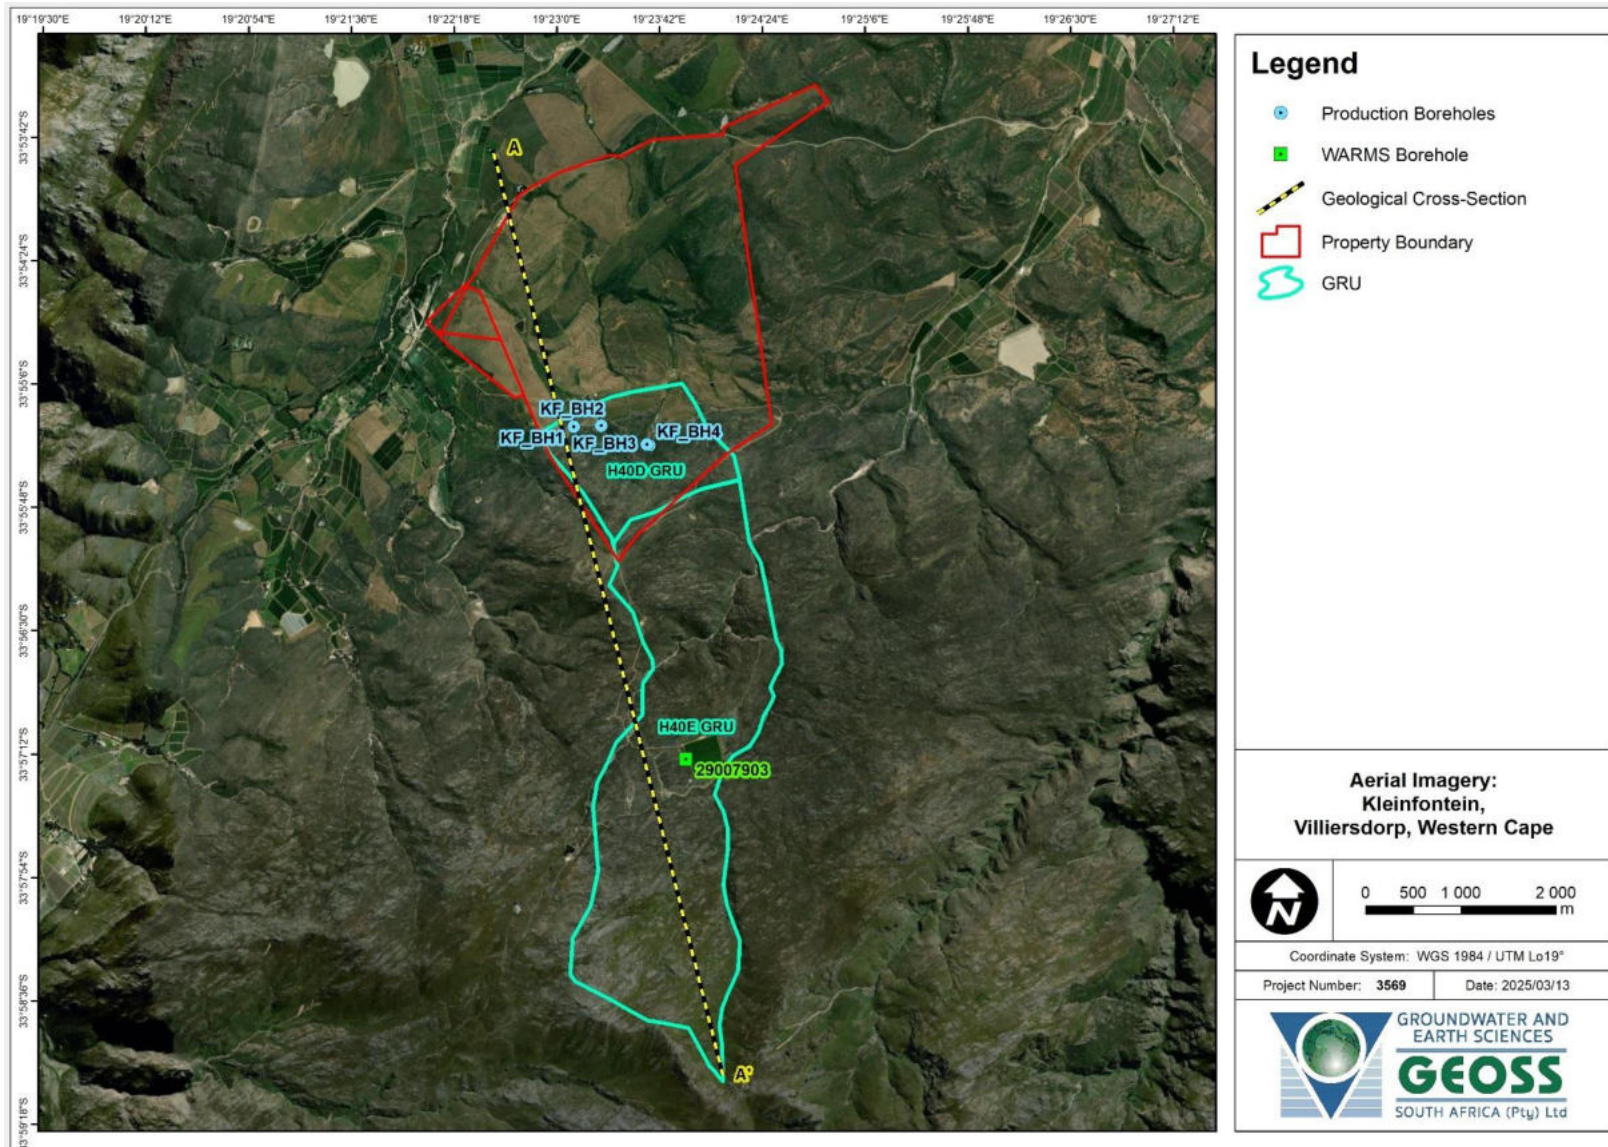 19°19'30"E 19°20'12"E 19°20'54"E 19°21'36"E 19°22'18"E 19°23'0"E 19°23'42"E 19°24'24"E 19°25'6"E 19°25'48"E 19°26'30"E 19°27'12"E
33°53'42"S
33°54'24"S
33°55'6"S
33°55'48"S
33°56'30"S
33°57'12"S
33°57'54"S
33°58'36"S
33°59'18"S
A
KF_BH2
KF_BH1 KF_BH3 KF_BH4
H40D GRU
H40E GRU
29007903
A'
Legend
Production Boreholes
WARMS Borehole
Geological Cross-Section
Property Boundary
GRU
Aerial Imagery:
Kleinfontein,
Villiersdorp, Western Cape
N
0 500 1 000 2 000
m
Coordinate System: WGS 1984 / UTM Lo19°
Project Number: 3569 Date: 2025/03/13
GROUNDWATER AND
EARTH SCIENCES
GEOSS
SOUTH AFRICA (Pty) Ltd